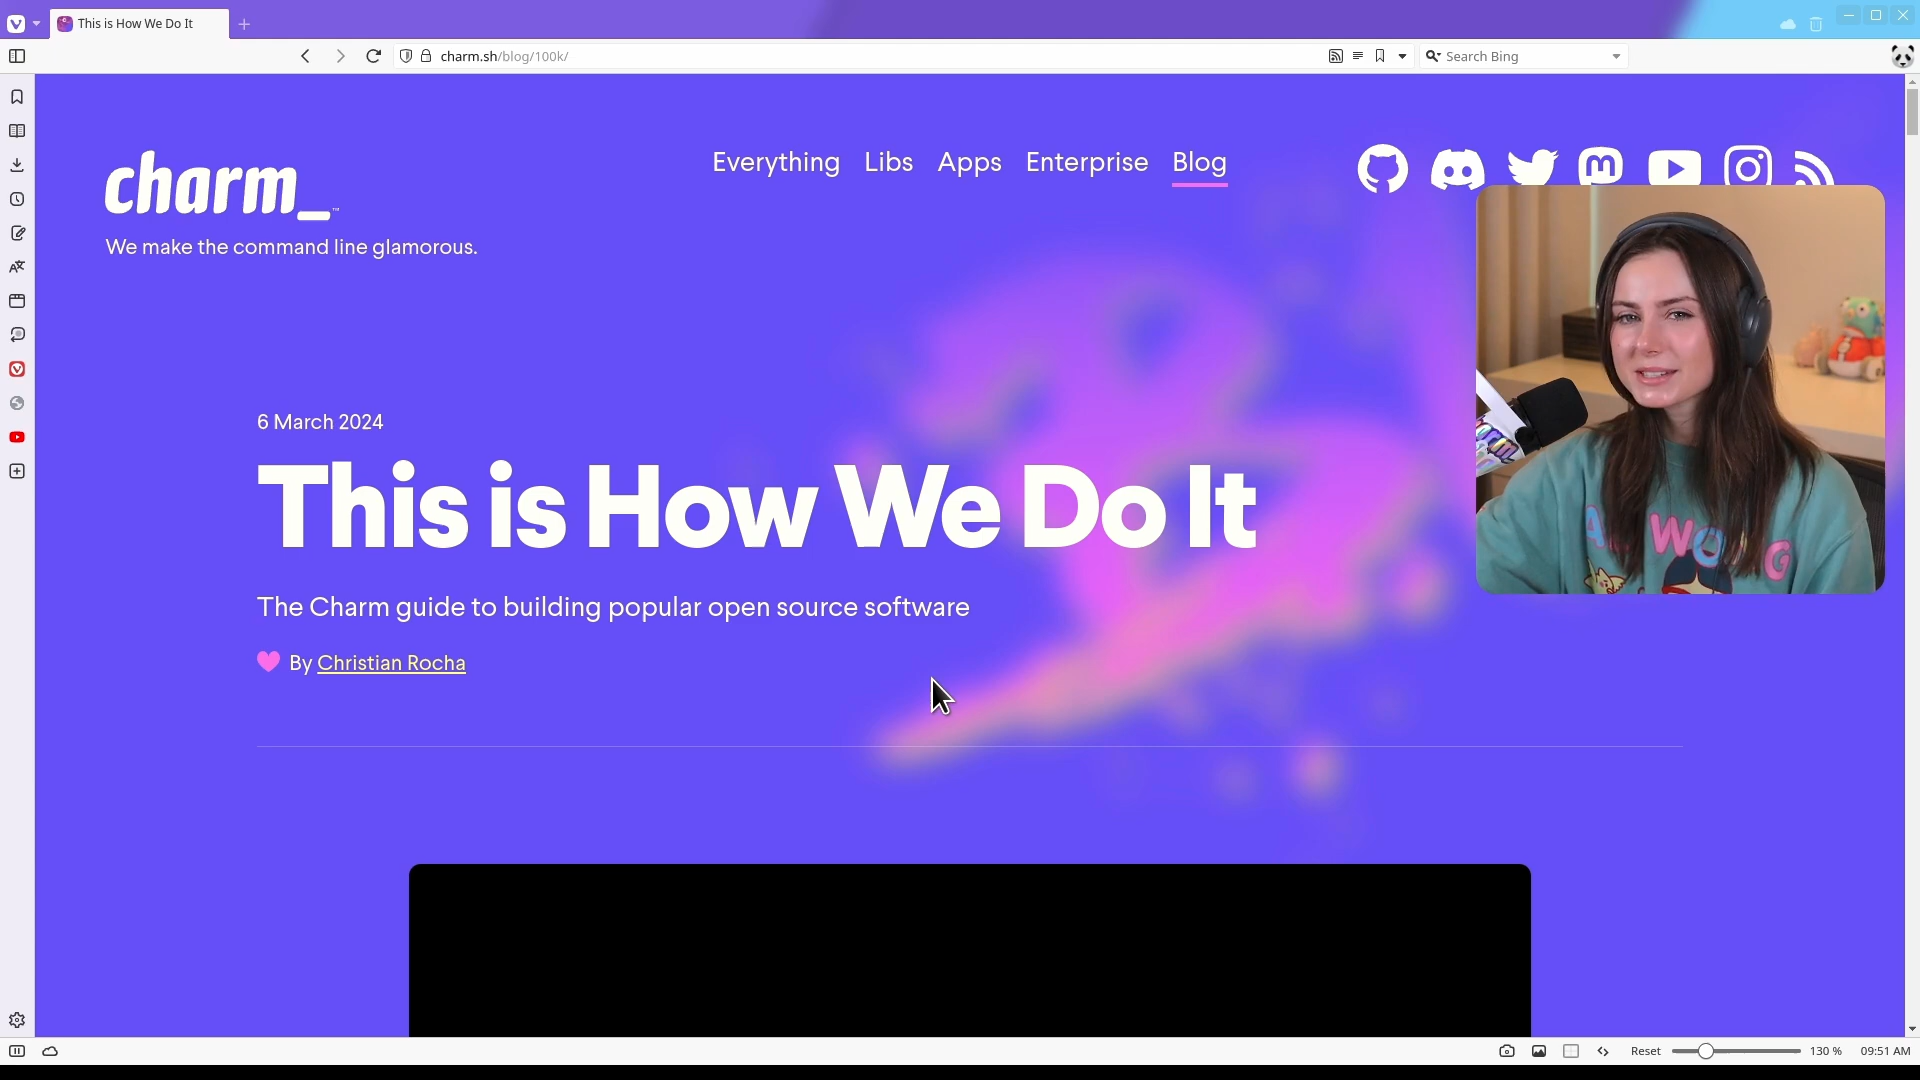 This is How We Do It
charm.sh/blog/100k/
Search Bing
charm_™
We make the command line glamorous.
Everything Libs Apps Enterprise Blog
6 March 2024
This is How We Do It
The Charm guide to building popular open source software
By Christian Rocha
Reset
130 %
09:51 AM